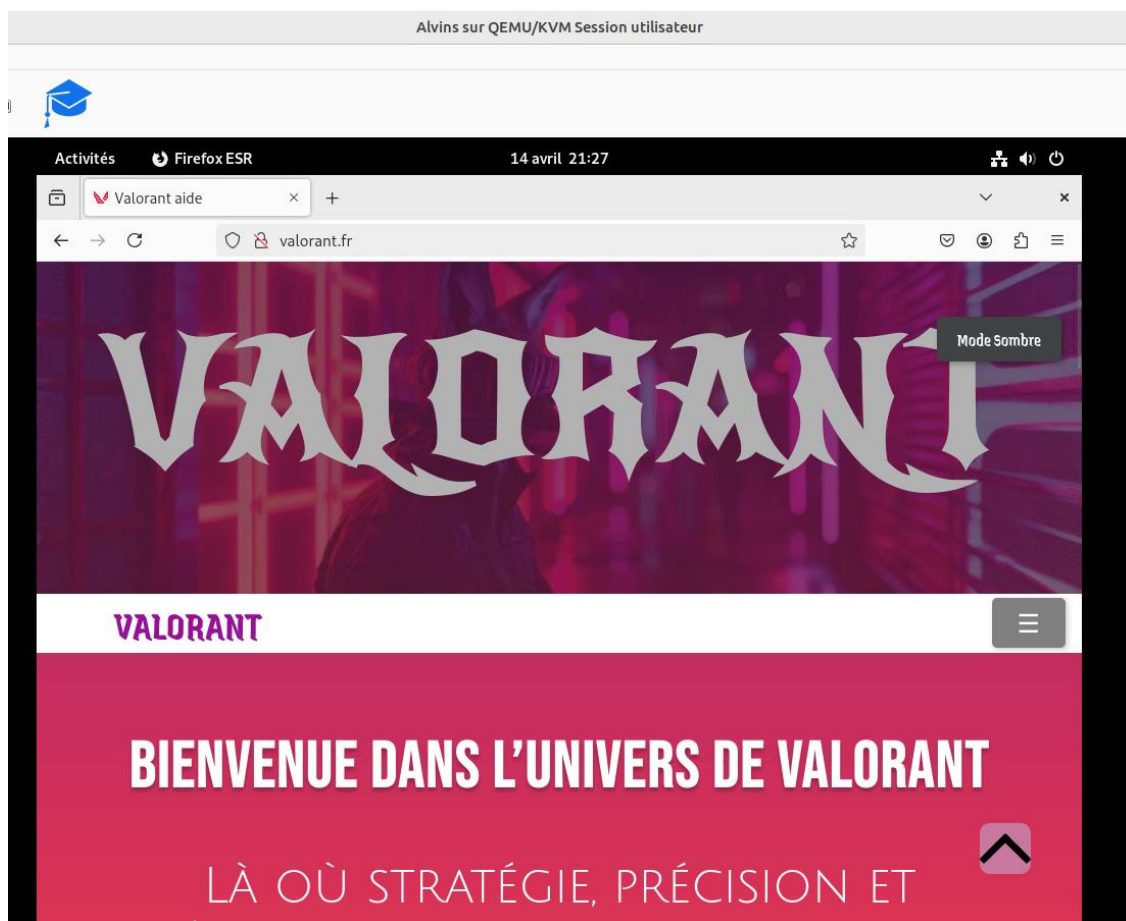 Alvins sur QEMU/KVM Session utilisateur
Activités Firefox ESR 14 avril 21:27
Valorant aide
valorant.fr
VALORANT
Mode Sombre
VALORANT
BIENVENUE DANS L’UNIVERS DE VALORANT
LÀ OÙ STRATÉGIE, PRÉCISION ET